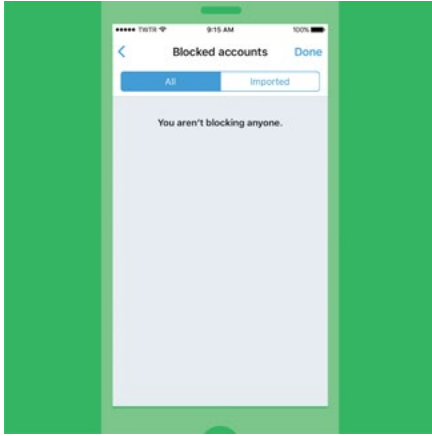 TWTR 9:15 AM 100%
Blocked accounts Done
All Imported
You aren't blocking anyone.